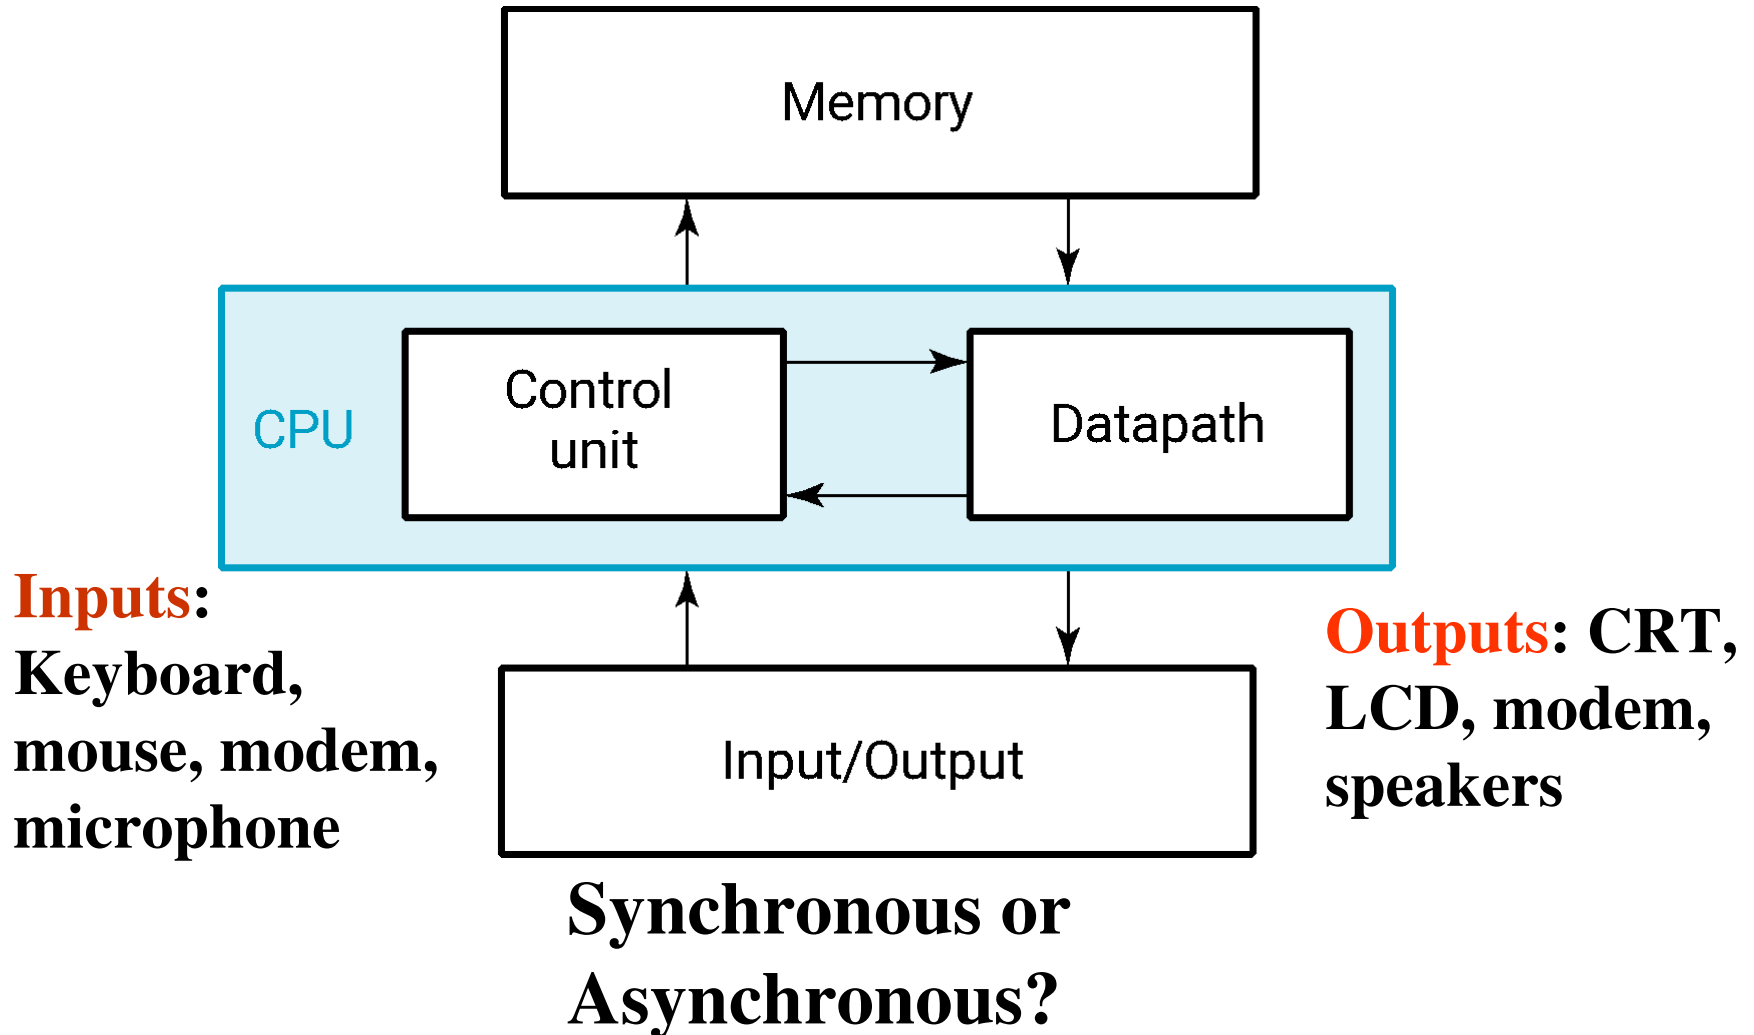 Memory
CPU
Control
unit
Datapath
Inputs:
Keyboard,
mouse, modem,
microphone
Input/Output
Outputs: CRT,
LCD, modem,
speakers
Synchronous or
Asynchronous?